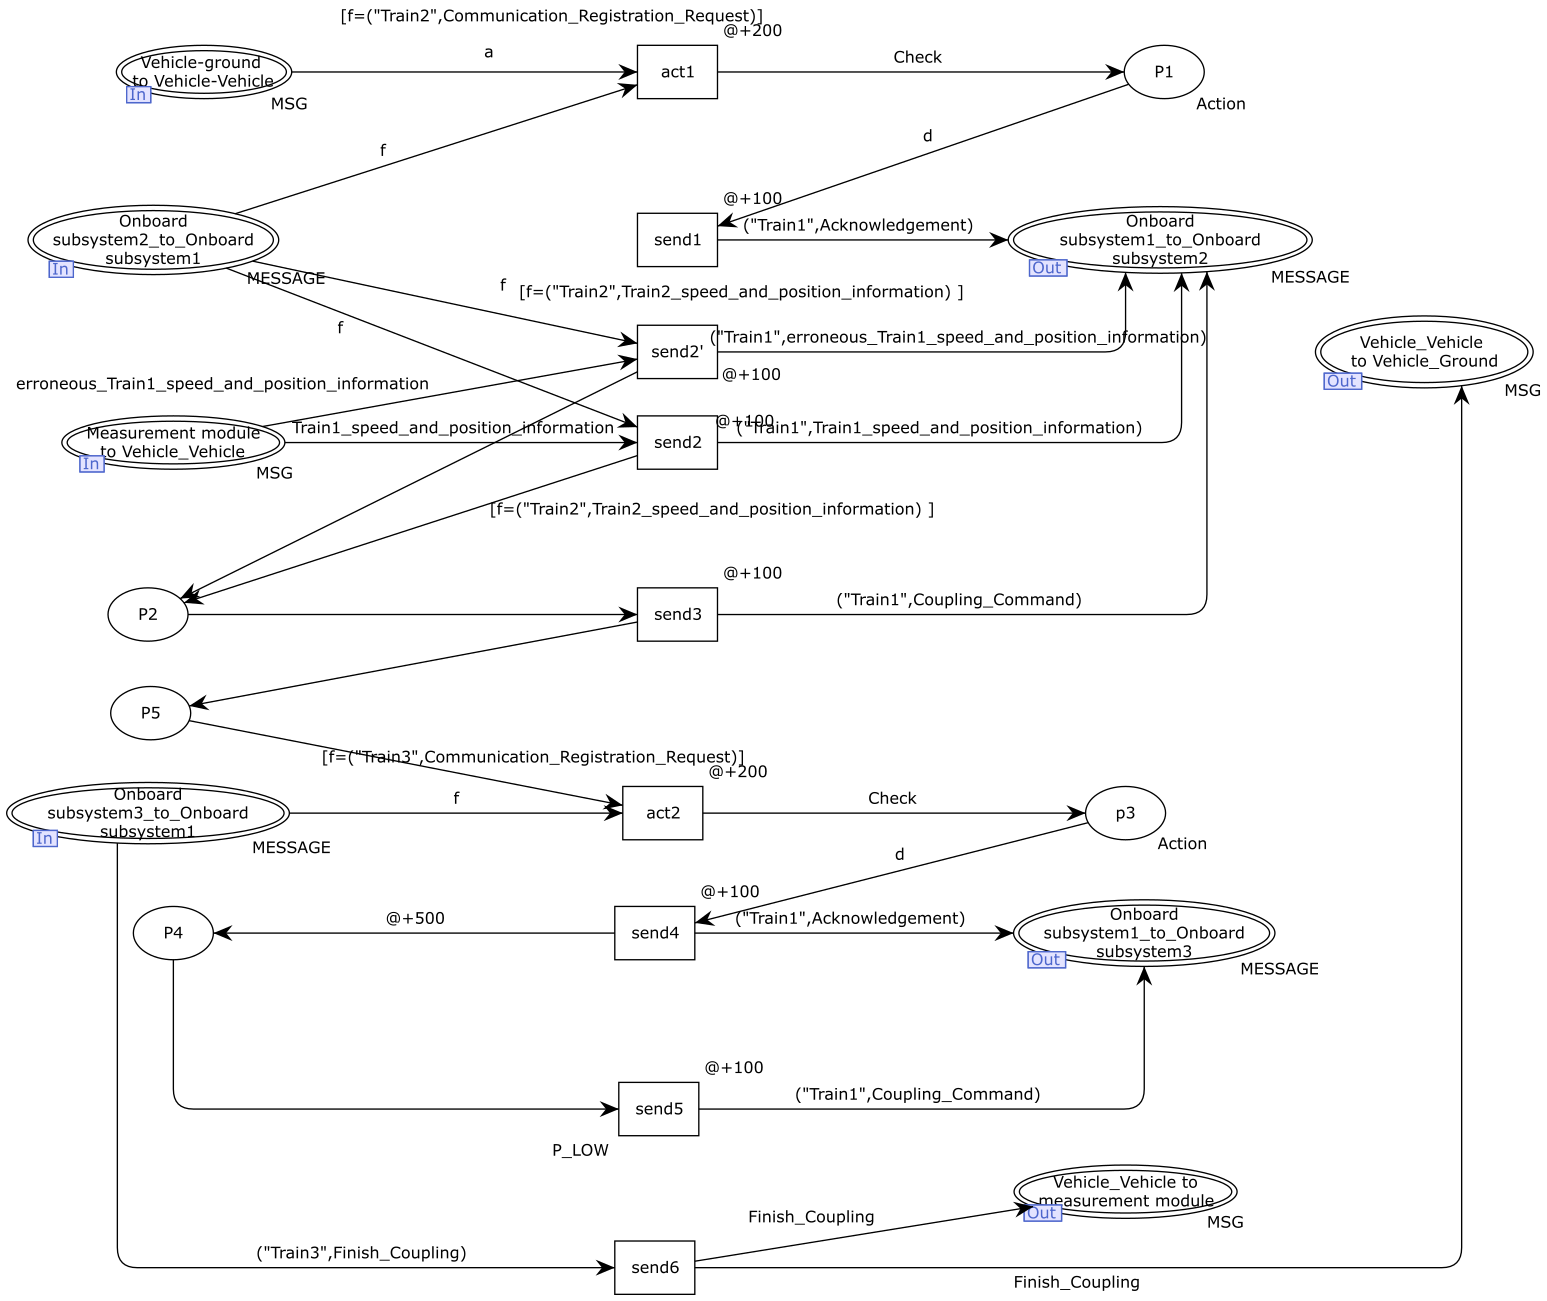 [f=("Train2",Communication_Registration_Request)]
@+200
Vehicle-ground
to Vehicle-Vehicle
In
MSG
a
act1
Check
P1
Action
f
d
@+100
Onboard
subsystem2_to_Onboard
subsystem1
In
MESSAGE
send1
("Train1",Acknowledgement)
Onboard
subsystem1_to_Onboard
subsystem2
Out
MESSAGE
f
[f=("Train2",Train2_speed_and_position_information) ]
f
send2'
("Train1",erroneous_Train1_speed_and_position_information)
@+100
Vehicle_Vehicle
to Vehicle_Ground
Out
MSG
erroneous_Train1_speed_and_position_information
Measurement module
to Vehicle_Vehicle
In
MSG
Train1_speed_and_position_information
@+100
send2
("Train1",Train1_speed_and_position_information)
[f=("Train2",Train2_speed_and_position_information) ]
@+100
P2
send3
("Train1",Coupling_Command)
P5
[f=("Train3",Communication_Registration_Request)]
@+200
Onboard
subsystem3_to_Onboard
subsystem1
In
MESSAGE
f
act2
Check
p3
Action
d
@+100
P4
@+500
send4
("Train1",Acknowledgement)
Onboard
subsystem1_to_Onboard
subsystem3
Out
MESSAGE
@+100
send5
("Train1",Coupling_Command)
P_LOW
Vehicle_Vehicle to
measurement module
Out
MSG
Finish_Coupling
("Train3",Finish_Coupling)
send6
Finish_Coupling